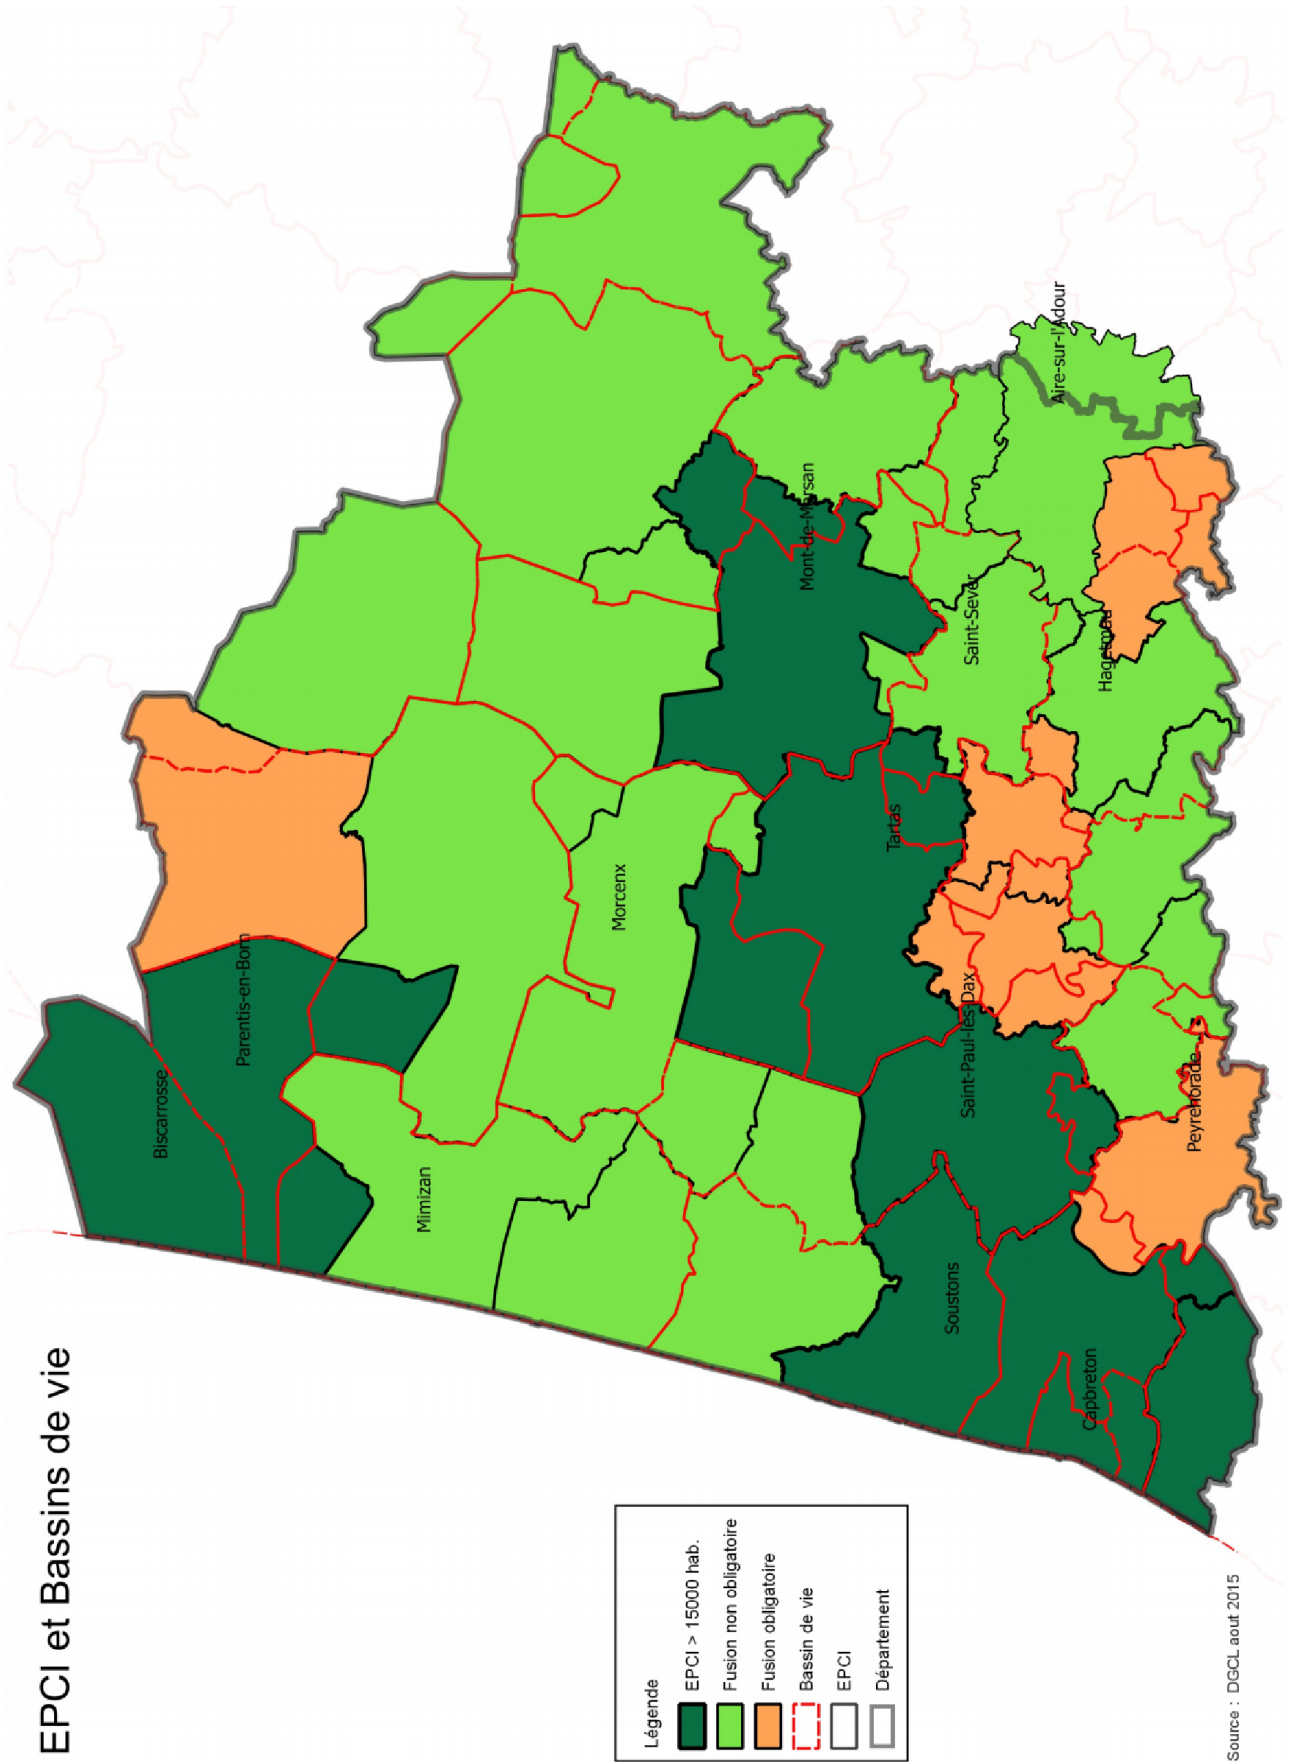 EPCI et Bassins de vie
Biscarrosse
Parentis-en-Born
Mimizan
Morcenx
Mont-de-Marsan
Tartas
Saint-Sever
Aire-sur-l'Adour
Hagetmau
Saint-Paul-lès-Dax
Soustons
Peyrehorade
Capbreton
Légende
EPCI > 15000 hab.
Fusion non obligatoire
Fusion obligatoire
Bassin de vie
EPCI
Département
Source : DGCL aout 2015